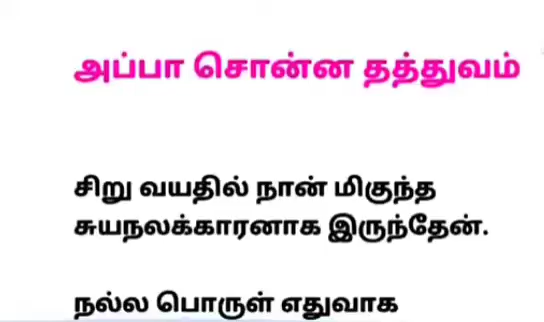 அப்பா சொன்ன தத்துவம்
சிறு வயதில் நான் மிகுந்த
சுயநலக்காரனாக இருந்தேன்.
நல்ல பொருள் எதுவாக